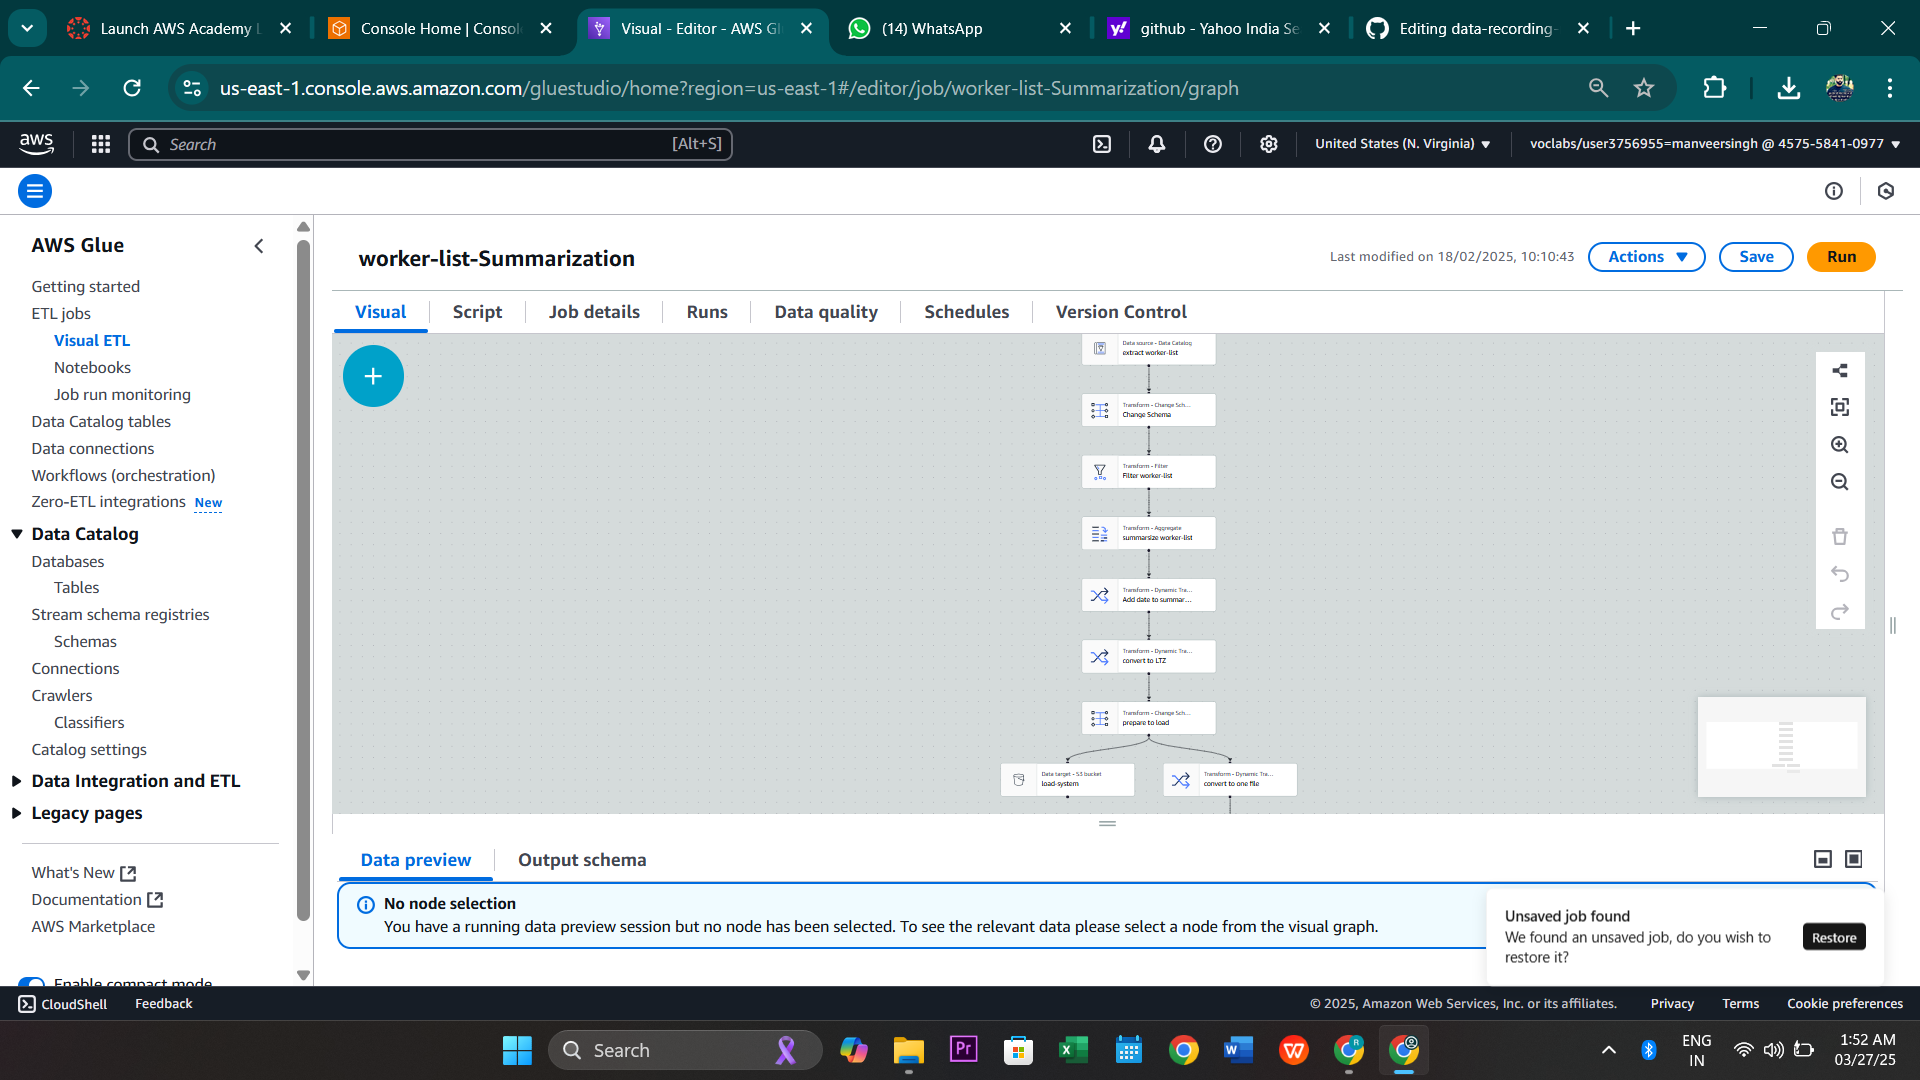 Launch AWS Academy L
Console Home | Consol
Visual - Editor - AWS Gl
(14) WhatsApp
github - Yahoo India Se
Editing data-recording-
us-east-1.console.aws.amazon.com/gluestudio/home?region=us-east-1#/editor/job/worker-list-Summarization/graph
aws
Search
[Alt+S]
United States (N. Virginia)
voclabs/user3756955=manveersingh @ 4575-5841-0977
AWS Glue
Getting started
ETL jobs
Visual ETL
Notebooks
Job run monitoring
Data Catalog tables
Data connections
Workflows (orchestration)
Zero-ETL integrations New
Data Catalog
Databases
Tables
Stream schema registries
Schemas
Connections
Crawlers
Classifiers
Catalog settings
Data Integration and ETL
Legacy pages
What's New
Documentation
AWS Marketplace
Enable compact mode
worker-list-Summarization
Last modified on 18/02/2025, 10:10:43
Actions
Save
Run
Visual
Script
Job details
Runs
Data quality
Schedules
Version Control
Data source - Data Catalog
extract worker-list
Transform - Change Sch...
Change Schema
Transform - Filter
Filter worker-list
Transform - Aggregate
summarsize worker-list
Transform - Dynamic Tra...
Add date to summar...
Transform - Dynamic Tra...
convert to LTZ
Transform - Change Sch...
prepare to load
Data target - S3 bucket
load-system
Transform - Dynamic Tra...
convert to one file
Data preview
Output schema
No node selection
You have a running data preview session but no node has been selected. To see the relevant data please select a node from the visual graph.
Unsaved job found
We found an unsaved job, do you wish to
restore it?
Restore
CloudShell
Feedback
© 2025, Amazon Web Services, Inc. or its affiliates.
Privacy
Terms
Cookie preferences
Search
Pr
ENG
IN
1:52 AM
03/27/25